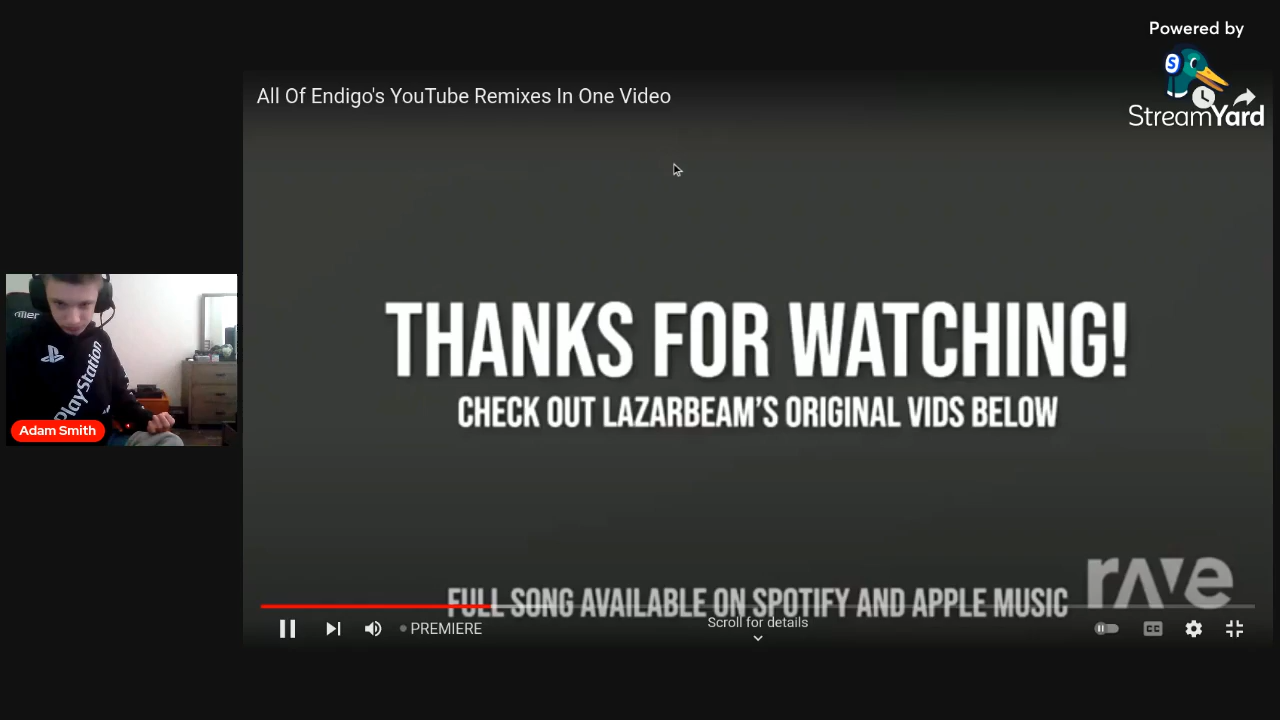 Powered by
S
StreamYard
All Of Endigo's YouTube Remixes In One Video
THANKS FOR WATCHING!
CHECK OUT LAZARBEAM'S ORIGINAL VIDS BELOW
PlayStation
Adam Smith
rave
FULL SONG AVAILABLE ON SPOTIFY AND APPLE MUSIC
PREMIERE
Scroll for details
CC